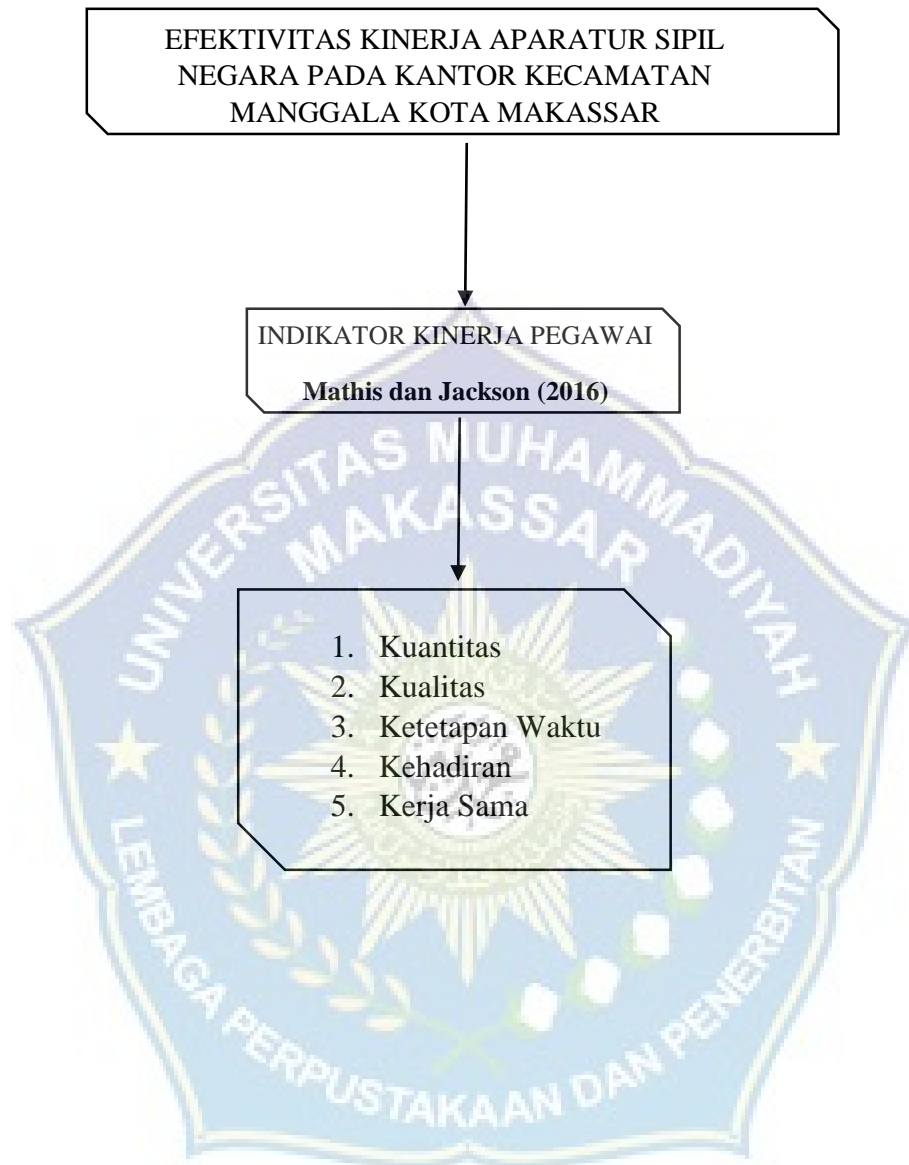 EFEKTIVITAS KINERJA APARATUR SIPIL
NEGARA PADA KANTOR KECAMATAN
MANGGALA KOTA MAKASSAR
INDIKATOR KINERJA PEGAWAI
Mathis dan Jackson (2016)
UNIVERSITAS MUHAMMADIYAH
MAKASSAR
1. Kuantitas
2. Kualitas
3. Ketetapan Waktu
4. Kehadiran
5. Kerja Sama
LEMBAGA PERPUSTAKAAN DAN PENERBITAN